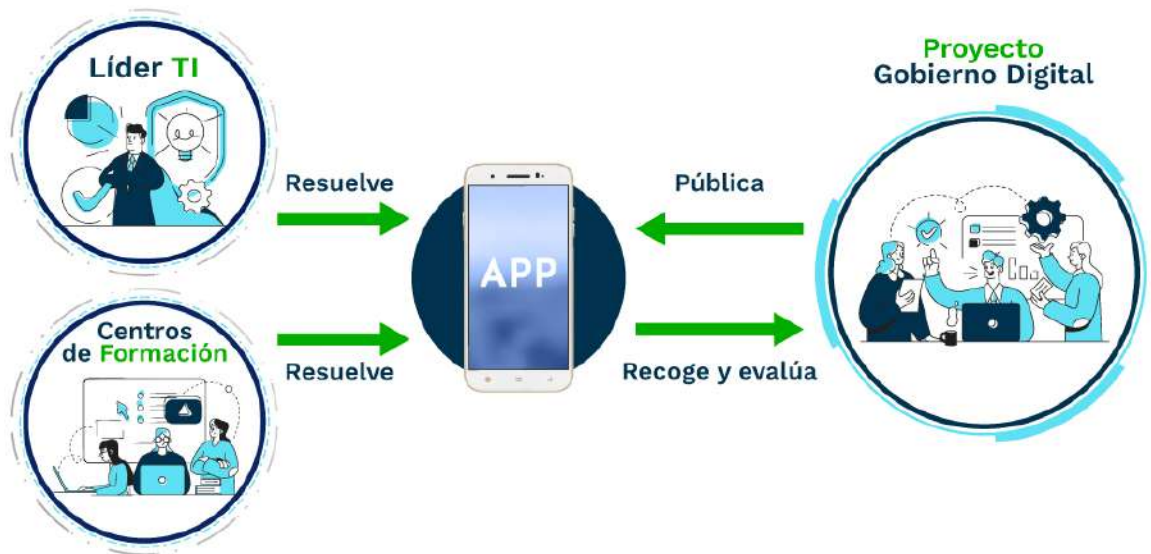 Líder TI
Resuelve
Centros
de Formación
Resuelve
APP
Proyecto
Gobierno Digital
Pública
Recoge y evalúa